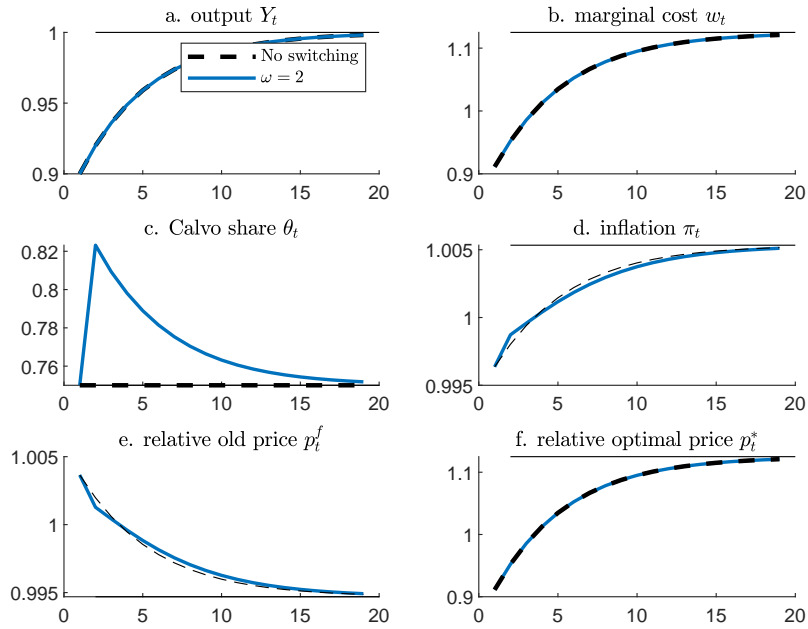 a. output Y_t
1
0.95
0.9
0 5 10 15 20
No switching
ω = 2
b. marginal cost w_t
1.1
1
0.9
0 5 10 15 20
c. Calvo share θ_t
0.82
0.8
0.78
0.76
0 5 10 15 20
d. inflation π_t
1.005
1
0.995
0 5 10 15 20
e. relative old price p_t^f
1.005
1
0.995
0 5 10 15 20
f. relative optimal price p_t^*
1.1
1
0.9
0 5 10 15 20